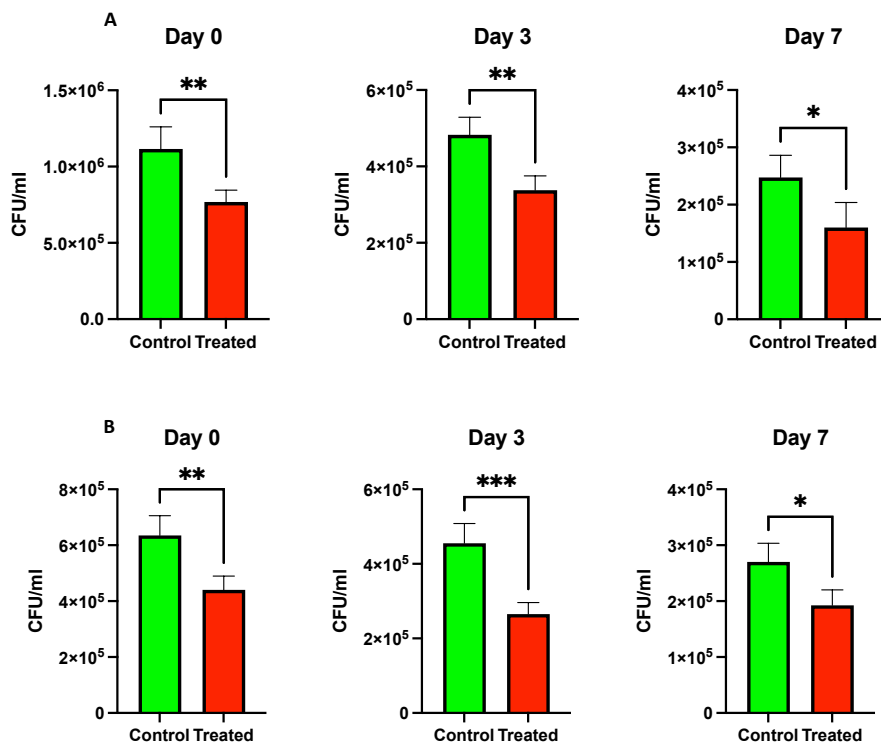 A
Day 0
Day 3
Day 7
**
**
*
1.5×10⁶
1.0×10⁶
5.0×10⁵
0.0
CFU/ml
Control Treated
6×10⁵
4×10⁵
2×10⁵
0
CFU/ml
Control Treated
4×10⁵
3×10⁵
2×10⁵
1×10⁵
0
CFU/ml
Control Treated
B
Day 0
Day 3
Day 7
**
***
*
8×10⁵
6×10⁵
4×10⁵
2×10⁵
0
CFU/ml
Control Treated
6×10⁵
4×10⁵
2×10⁵
0
CFU/ml
Control Treated
4×10⁵
3×10⁵
2×10⁵
1×10⁵
0
CFU/ml
Control Treated